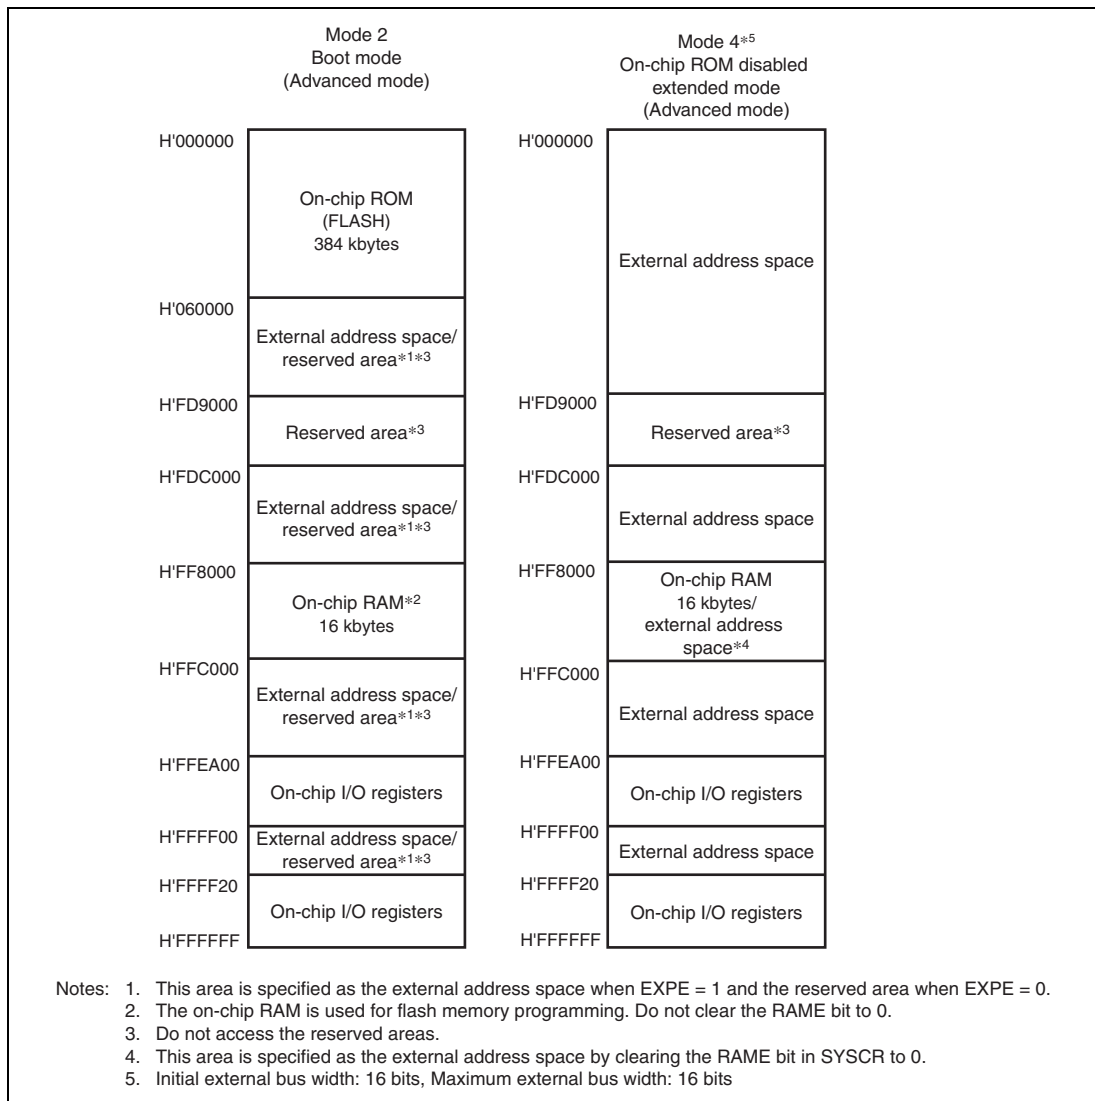 Mode 2
Boot mode
(Advanced mode)
H'000000
On-chip ROM
(FLASH)
384 kbytes
H'060000
External address space/
reserved area*1*3
H'FD9000
Reserved area*3
H'FDC000
External address space/
reserved area*1*3
H'FF8000
On-chip RAM*2
16 kbytes
H'FFC000
External address space/
reserved area*1*3
H'FFEA00
On-chip I/O registers
H'FFFF00
External address space/
reserved area*1*3
H'FFFF20
On-chip I/O registers
H'FFFFFF
Mode 4*5
On-chip ROM disabled
extended mode
(Advanced mode)
H'000000
External address space
H'FD9000
Reserved area*3
H'FDC000
External address space
H'FF8000
On-chip RAM
16 kbytes/
external address
space*4
H'FFC000
External address space
H'FFEA00
On-chip I/O registers
H'FFFF00
External address space
H'FFFF20
On-chip I/O registers
H'FFFFFF
Notes: 1. This area is specified as the external address space when EXPE = 1 and the reserved area when EXPE = 0.
2. The on-chip RAM is used for flash memory programming. Do not clear the RAME bit to 0.
3. Do not access the reserved areas.
4. This area is specified as the external address space by clearing the RAME bit in SYSCR to 0.
5. Initial external bus width: 16 bits, Maximum external bus width: 16 bits